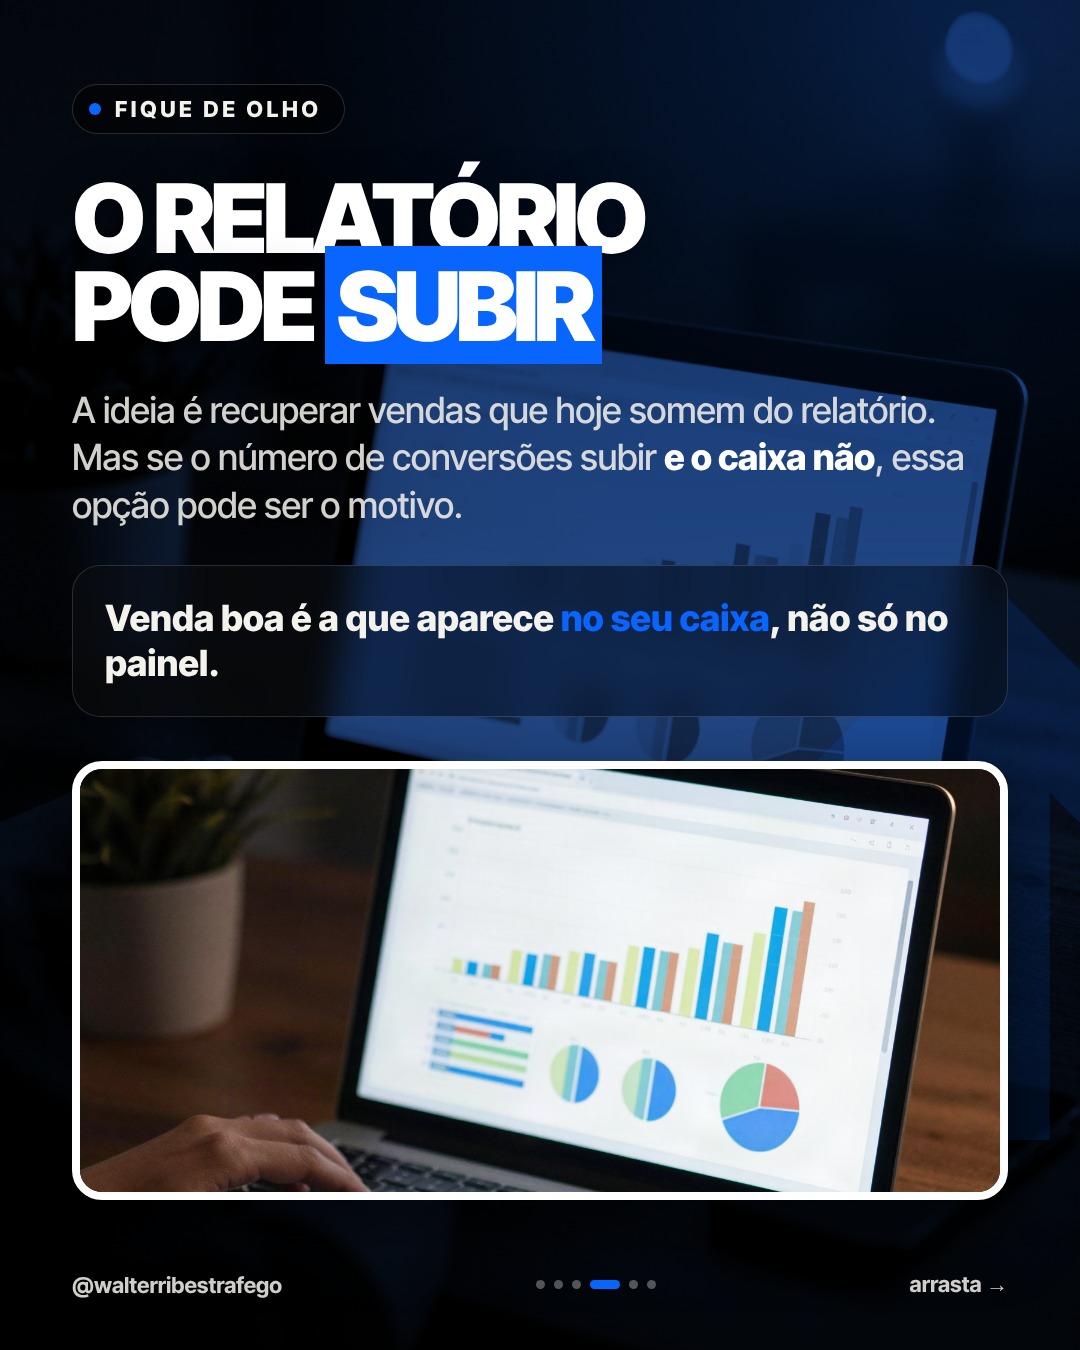 FIQUE DE OLHO
O RELATÓRIO
PODE SUBIR
A ideia é recuperar vendas que hoje somem do relatório.
Mas se o número de conversões subir e o caixa não, essa
opção pode ser o motivo.
Venda boa é a que aparece no seu caixa, não só no
painel.
@walterribestrafego
arrasta →